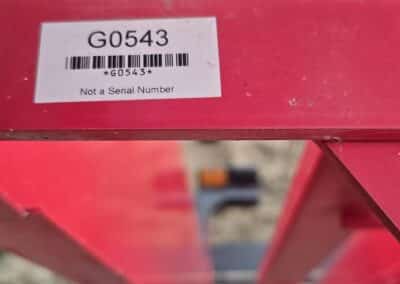 G0543
*G0543*
Not a Serial Number